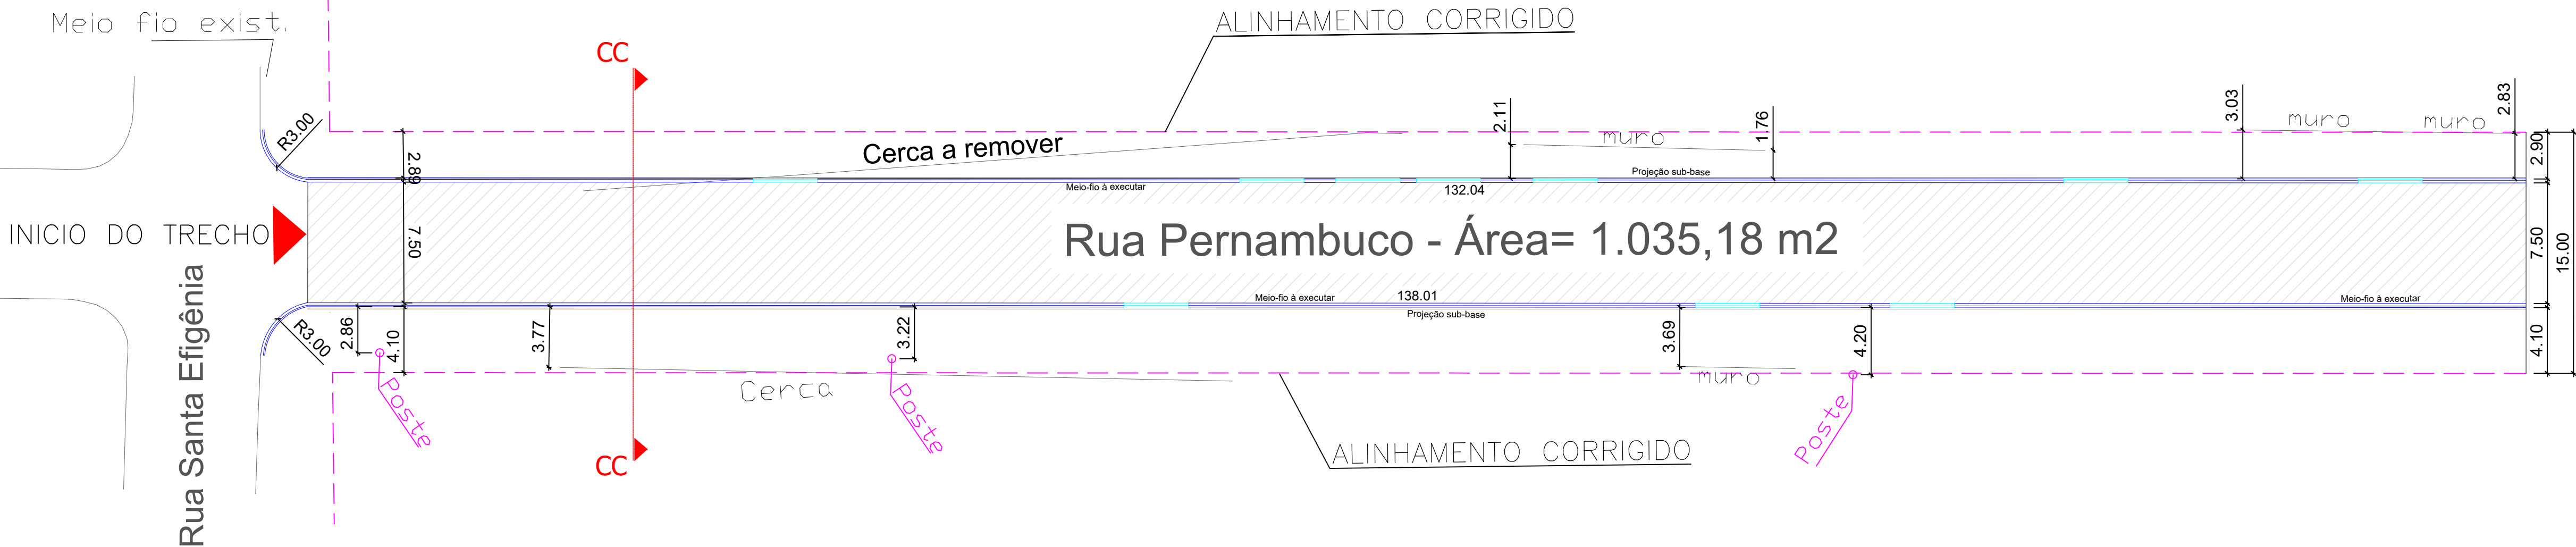 Meio fio exist.
ALINHAMENTO CORRIGIDO
CC
R3.00
2.89
Cerca a remover
2.11
muro
1.76
3.03
muro
muro
2.83
2.90
Meio-fio à executar
132.04
Projeção sub-base
INICIO DO TRECHO
7.50
Rua Pernambuco - Área= 1.035,18 m2
7.50
15.00
Rua Santa Efigênia
R3.00
2.86
4.10
3.77
3.22
Meio-fio à executar
138.01
Projeção sub-base
3.69
4.20
Meio-fio à executar
4.10
Poste
Cerca
Poste
muro
Poste
CC
ALINHAMENTO CORRIGIDO